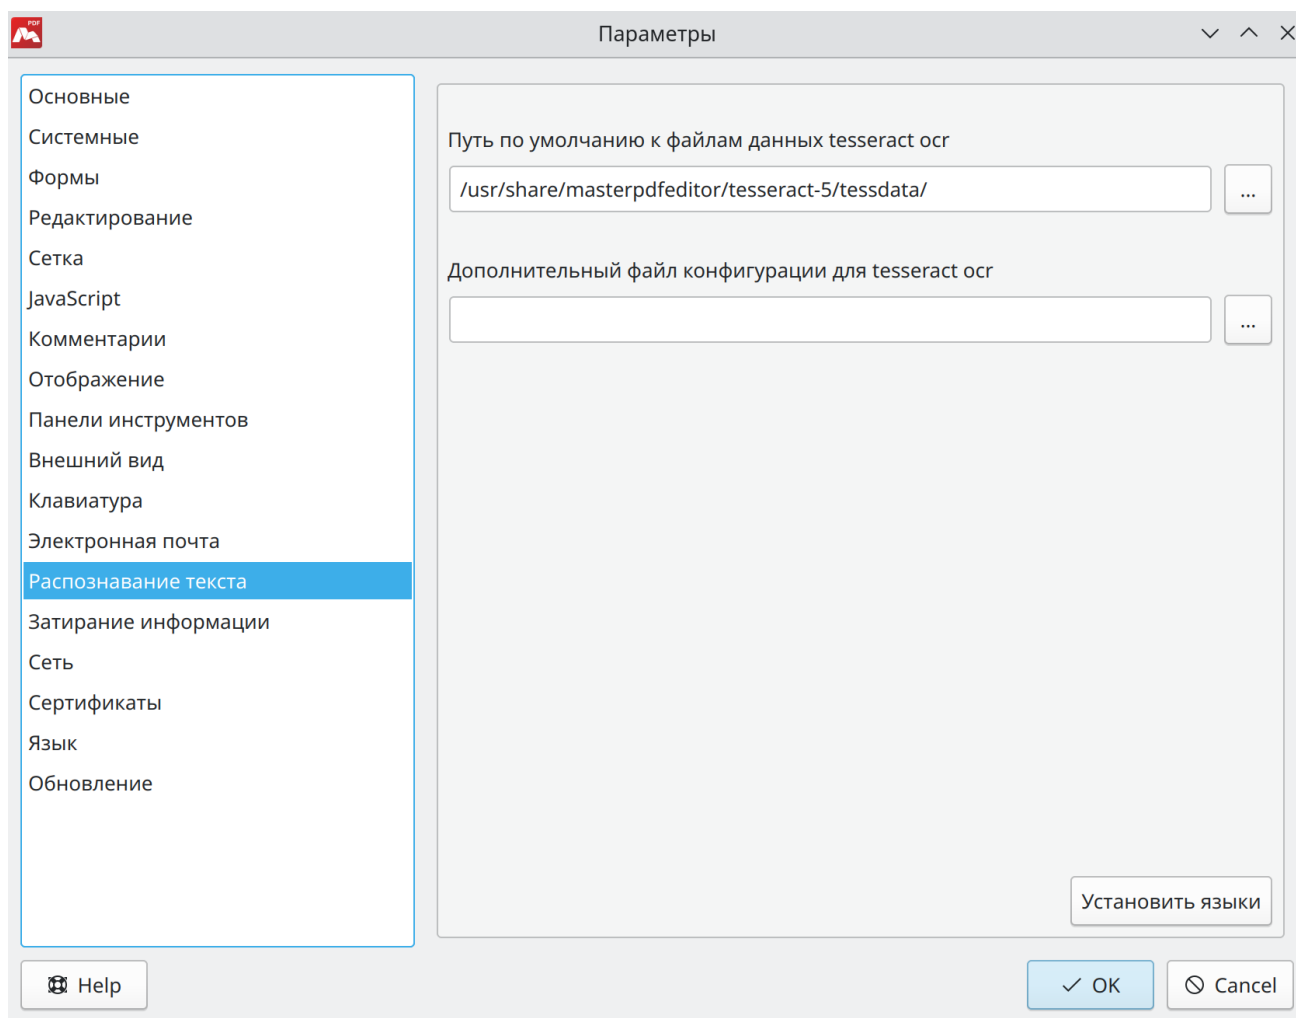 PDF
Параметры
Основные
Системные
Формы
Редактирование
Сетка
JavaScript
Комментарии
Отображение
Панели инструментов
Внешний вид
Клавиатура
Электронная почта
Распознавание текста
Затирание информации
Сеть
Сертификаты
Язык
Обновление
Путь по умолчанию к файлам данных tesseract ocr
/usr/share/masterpdfeditor/tesseract-5/tessdata/
...
Дополнительный файл конфигурации для tesseract ocr
...
Установить языки
Help
OK
Cancel